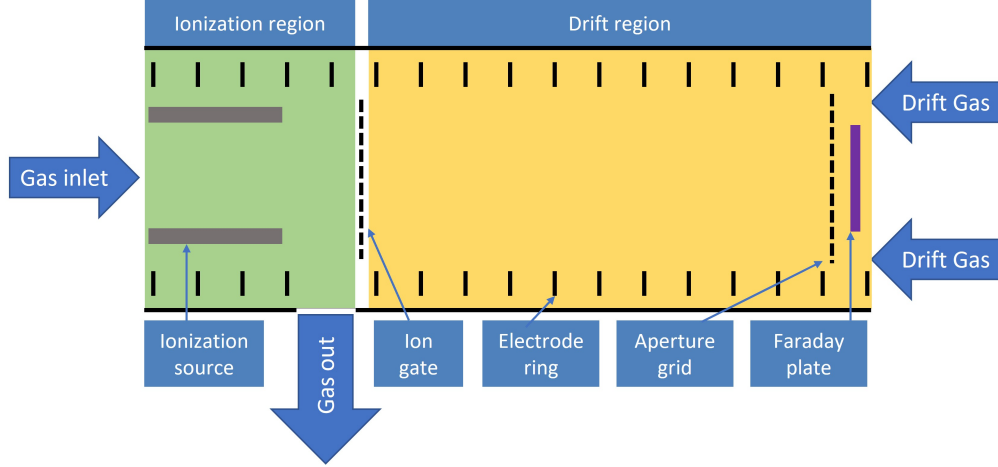 Ionization region
Drift region
Gas inlet
Drift Gas
Drift Gas
Ionization
source
Gas out
Ion
gate
Electrode
ring
Aperture
grid
Faraday
plate